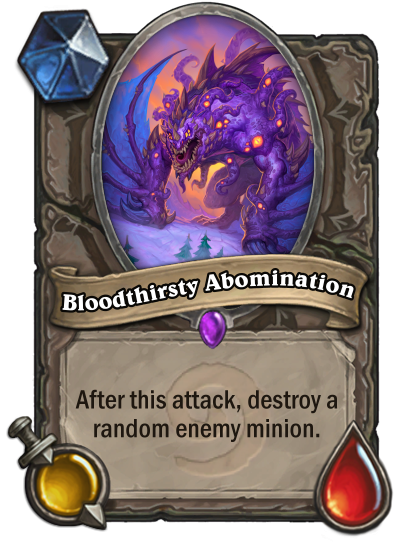 Bloodthirsty Abomination
After this attack, destroy a
random enemy minion.